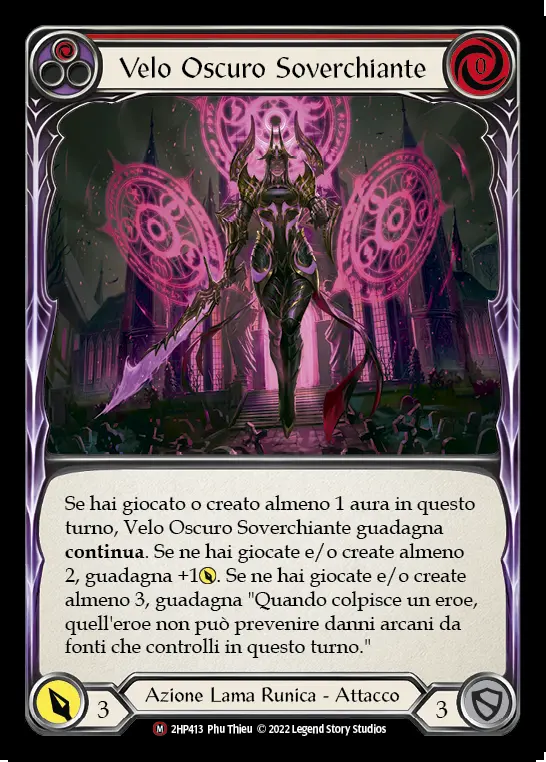 Velo Oscuro Soverchiante
0
Se hai giocato o creato almeno 1 aura in questo
turno, Velo Oscuro Soverchiante guadagna
continua. Se ne hai giocate e/o create almeno
2, guadagna +1. Se ne hai giocate e/o create
almeno 3, guadagna "Quando colpisce un eroe,
quell'eroe non può prevenire danni arcani da
fonti che controlli in questo turno."
3
Azione Lama Runica - Attacco
3
M 2HP413 Phu Thieu © 2022 Legend Story Studios